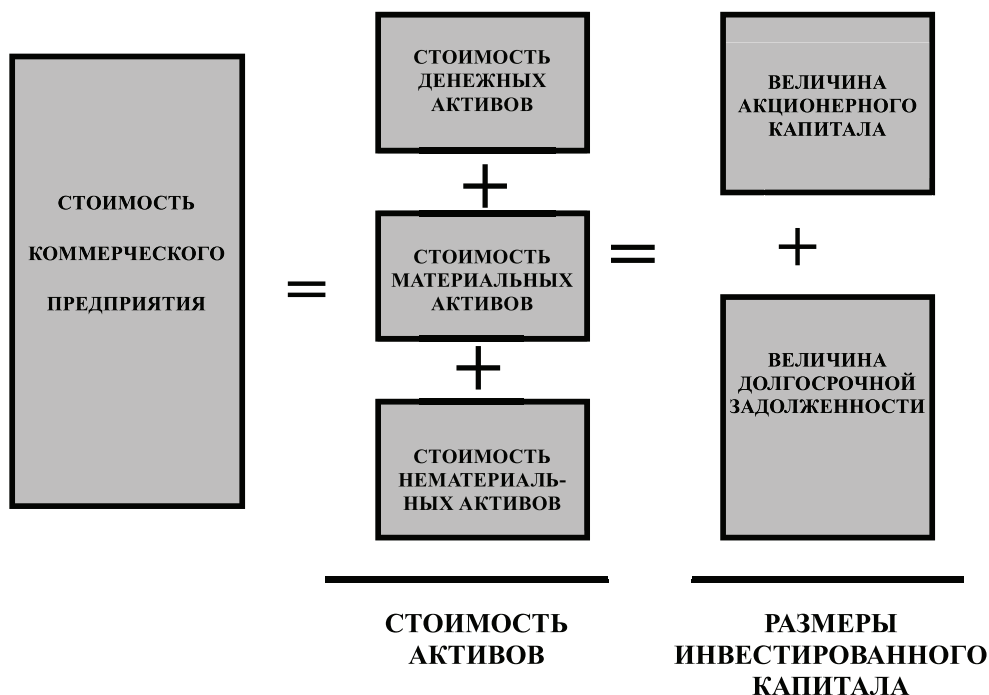 СТОИМОСТЬ
КОММЕРЧЕСКОГО
ПРЕДПРИЯТИЯ
=
СТОИМОСТЬ
ДЕНЕЖНЫХ
АКТИВОВ
+
СТОИМОСТЬ
МАТЕРИАЛЬНЫХ
АКТИВОВ
+
СТОИМОСТЬ
НЕМАТЕРИАЛЬ-
НЫХ АКТИВОВ
=
ВЕЛИЧИНА
АКЦИОНЕРНОГО
КАПИТАЛА
+
ВЕЛИЧИНА
ДОЛГОСРОЧНОЙ
ЗАДОЛЖЕННОСТИ
СТОИМОСТЬ
АКТИВОВ
РАЗМЕРЫ
ИНВЕСТИРОВАННОГО
КАПИТАЛА